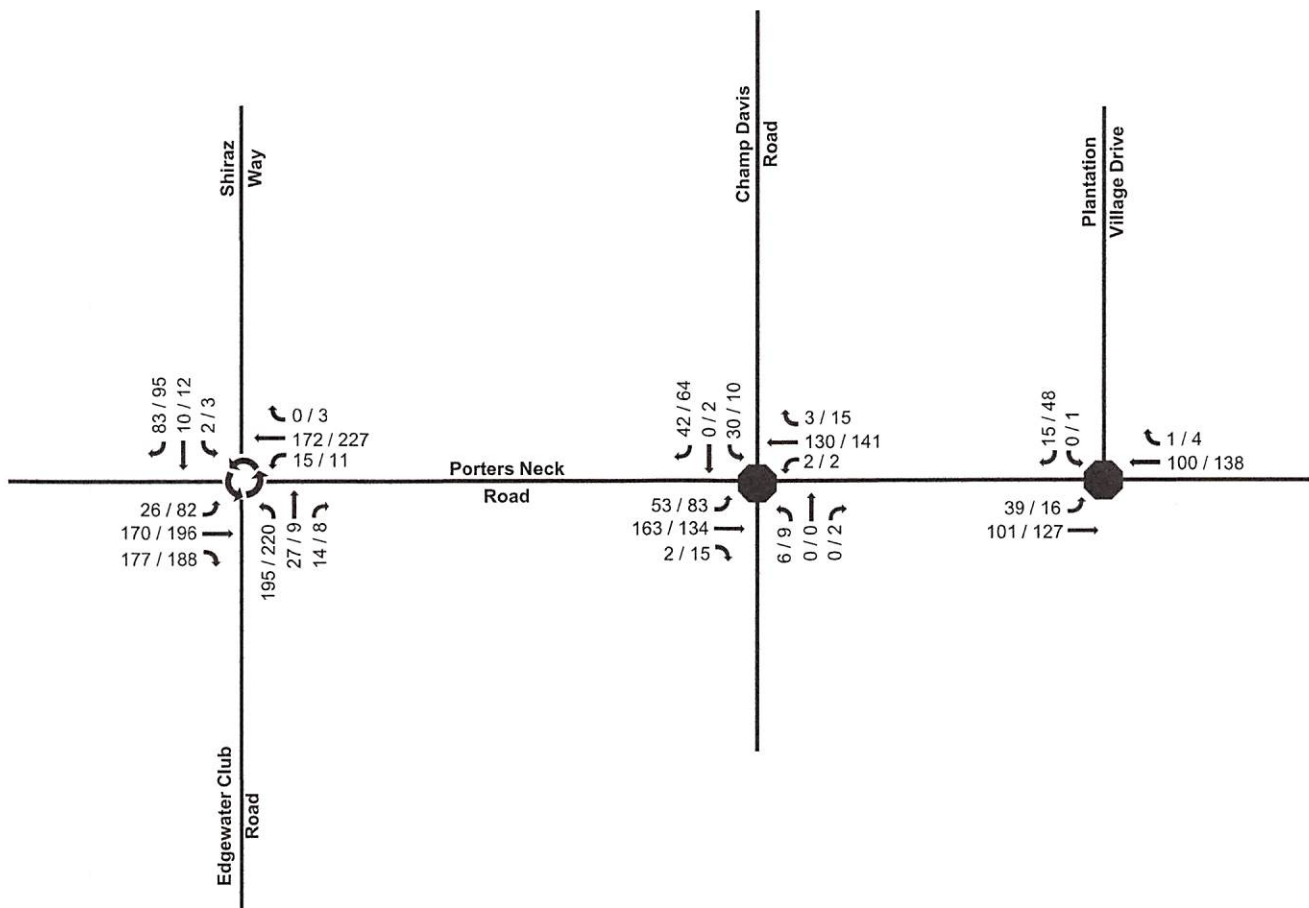 Shiraz
Way
Champ Davis
Road
Plantation
Village Drive
83 / 95
10 / 12
2 / 3
0 / 3
172 / 227
15 / 11
26 / 82
170 / 196
177 / 188
195 / 220
27 / 9
14 / 8
Porters Neck
Road
42 / 64
0 / 2
30 / 10
3 / 15
130 / 141
2 / 2
53 / 83
163 / 134
2 / 15
6 / 9
0 / 0
0 / 2
15 / 48
0 / 1
1 / 4
100 / 138
39 / 16
101 / 127
Edgewater Club
Road